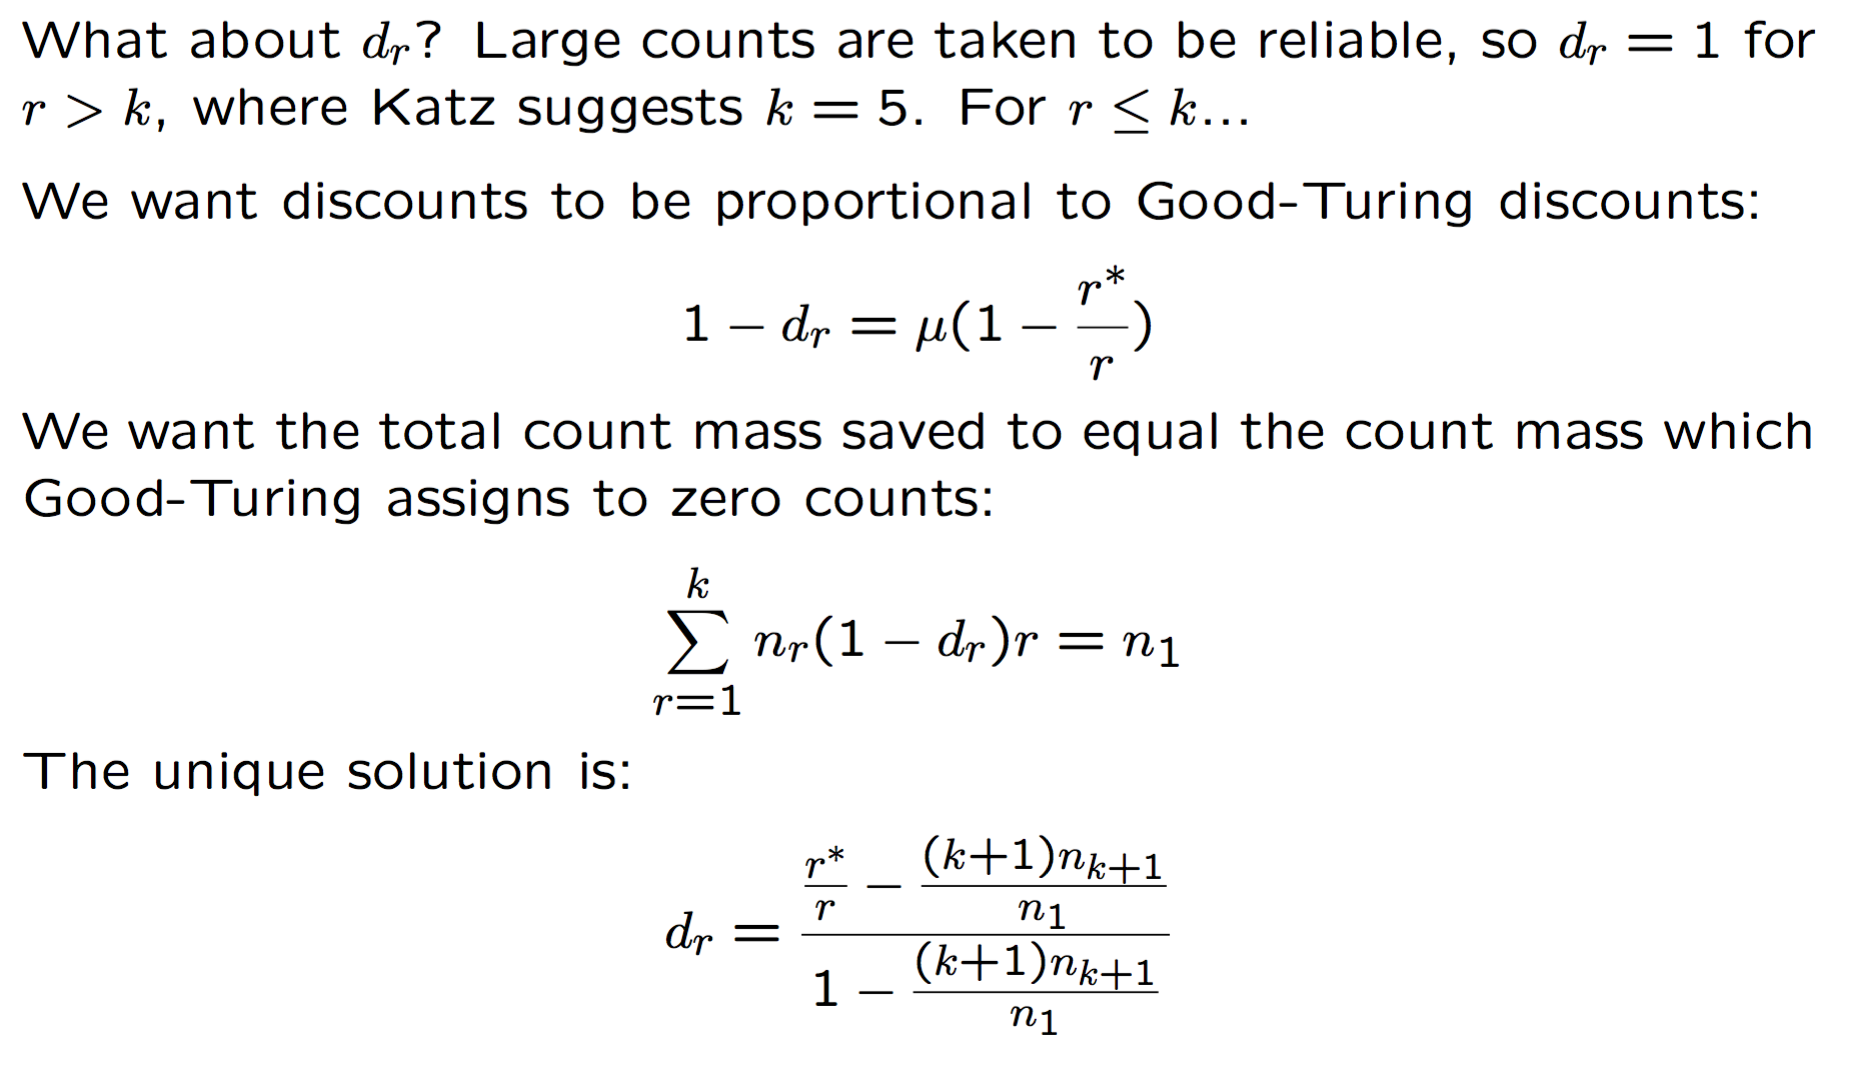 What about $d_r$? Large counts are taken to be reliable, so $d_r = 1$ for
$r > k$, where Katz suggests $k = 5$. For $r \leq k$...
We want discounts to be proportional to Good-Turing discounts:
$1 - d_r = \mu(1 - \frac{r^*}{r})$
We want the total count mass saved to equal the count mass which
Good-Turing assigns to zero counts:
$\sum_{r=1}^{k} n_r(1 - d_r)r = n_1$
The unique solution is:
$d_r = \frac{\frac{r^*}{r} - \frac{(k+1)n_{k+1}}{n_1}}{1 - \frac{(k+1)n_{k+1}}{n_1}}$